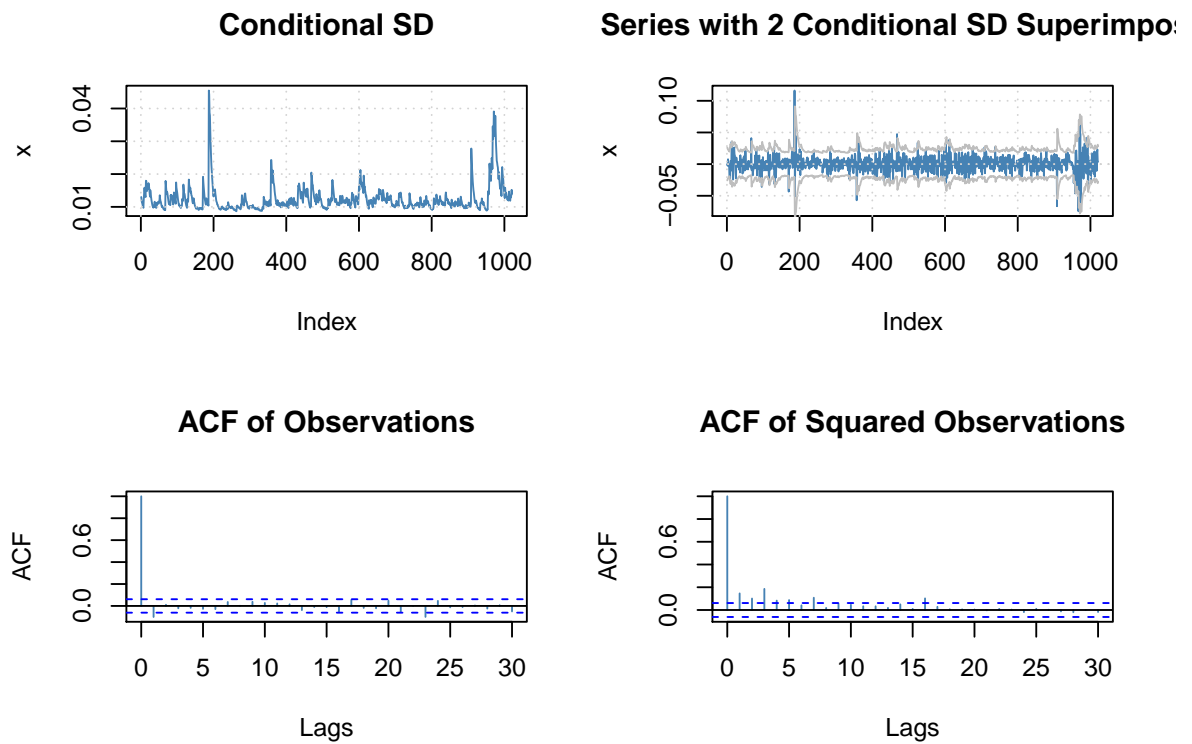 Conditional SD
x
0.04
0.01
0 200 400 600 800 1000
Index
Series with 2 Conditional SD Superimpos
x
0.10
−0.05
0 200 400 600 800 1000
Index
ACF of Observations
ACF
0.6
0.0
0 5 10 15 20 25 30
Lags
ACF of Squared Observations
ACF
0.6
0.0
0 5 10 15 20 25 30
Lags